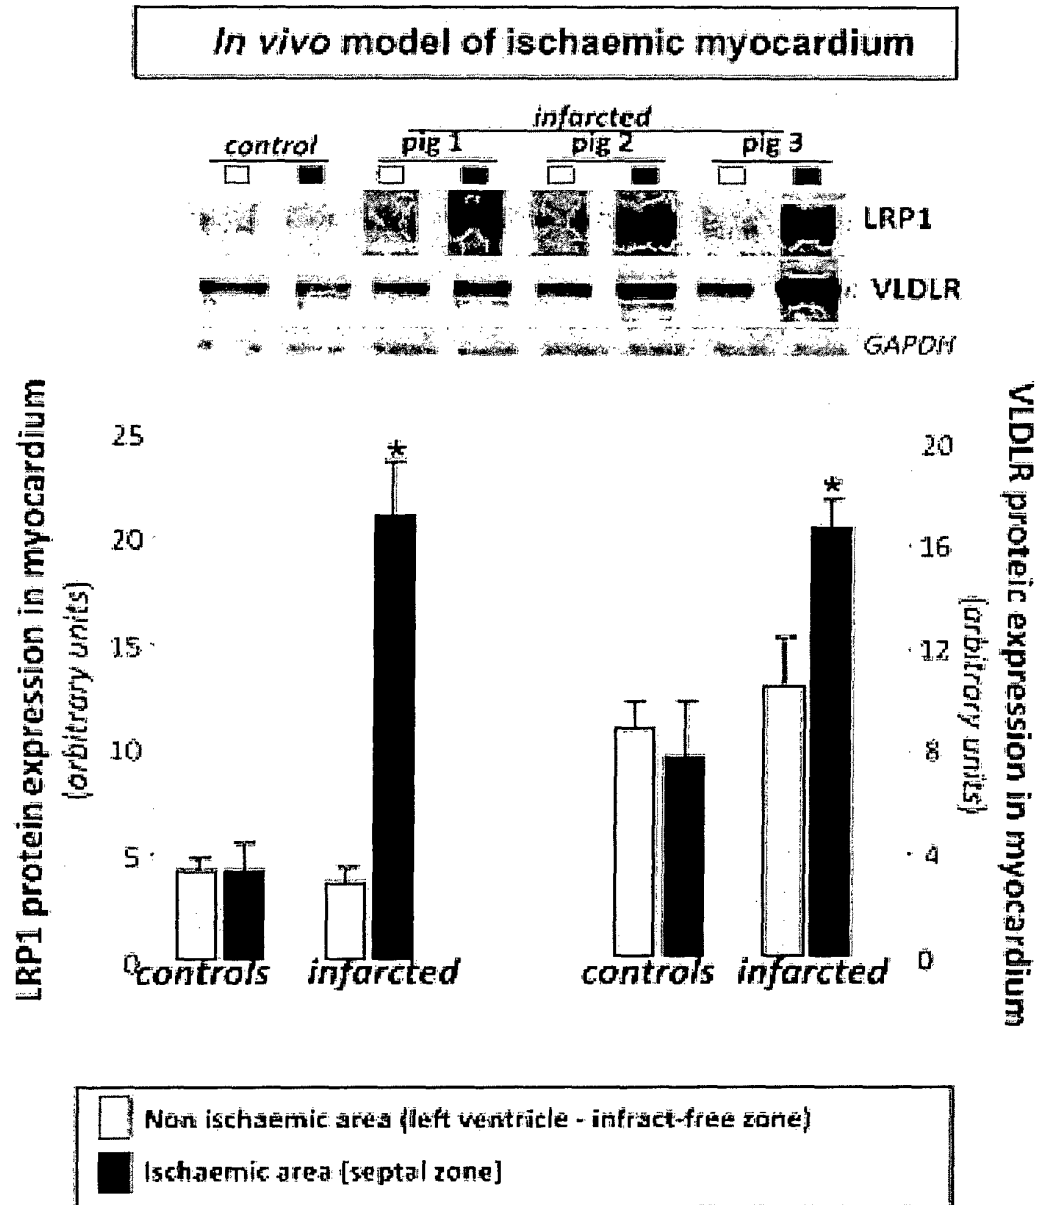 In vivo model of ischaemic myocardium
infarcted
control pig 1 pig 2 pig 3
LRP1
VLDLR
GAPDH
LRP1 protein expression in myocardium
(arbitrary units)
25
20
15
10
5
0
*
*
20
16
12
8
4
0
VLDLR proteic expression in myocardium
(arbitrary units)
controls infarcted controls infarcted
Non ischaemic area (left ventricle - infract-free zone)
Ischaemic area (septal zone)